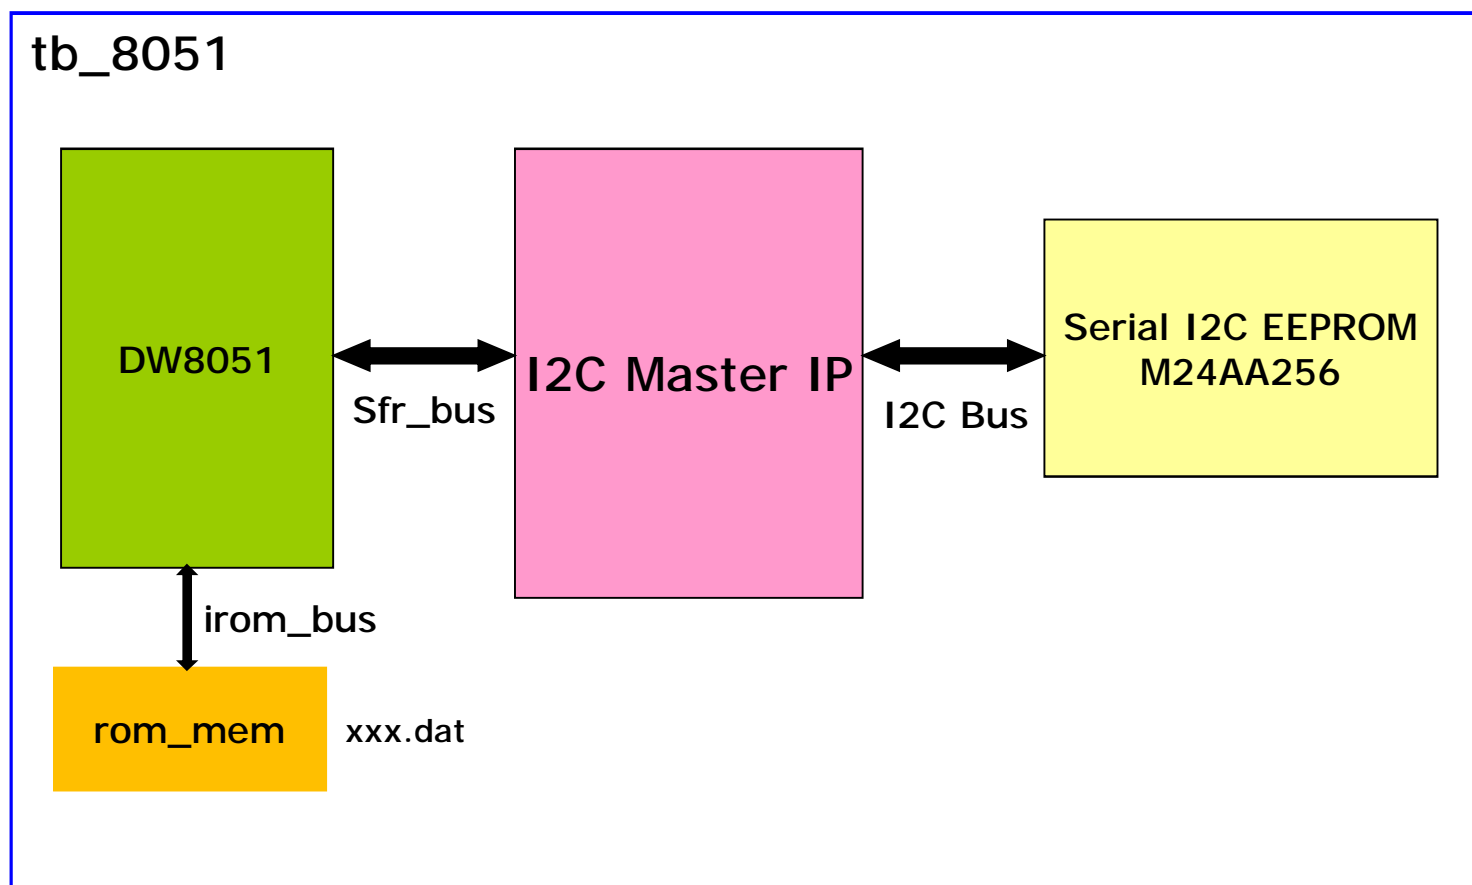 tb_8051
DW8051
Sfr_bus
I2C Master IP
I2C Bus
Serial I2C EEPROM
M24AA256
irom_bus
rom_mem
xxx.dat